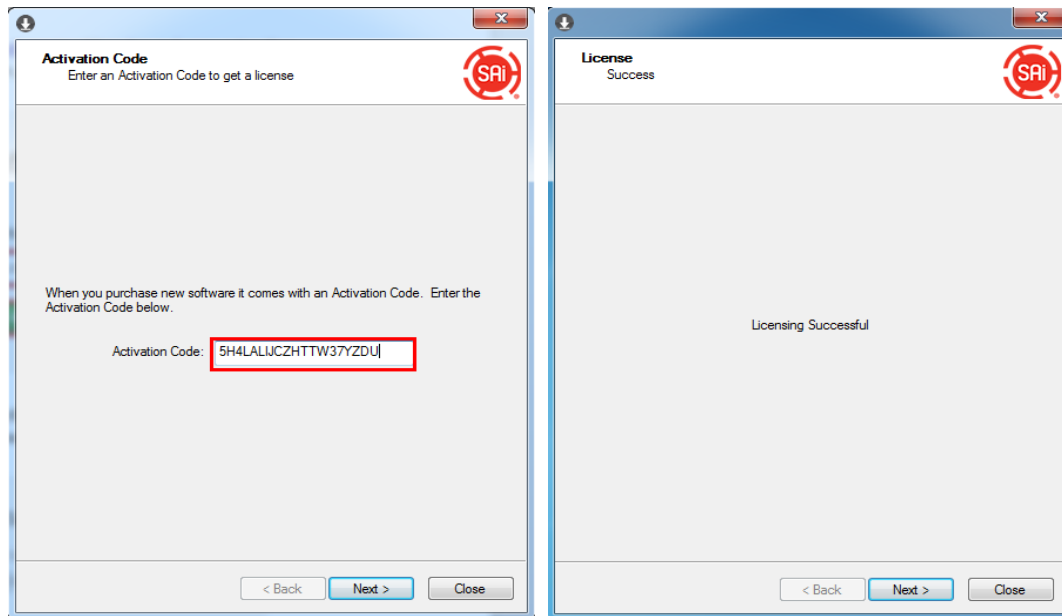 Activation Code
Enter an Activation Code to get a license
SAi
When you purchase new software it comes with an Activation Code. Enter the
Activation Code below.
Activation Code: 5H4LALIJCZHTTW37YZDU
< Back Next > Close
License
Success
SAi
Licensing Successful
< Back Next > Close